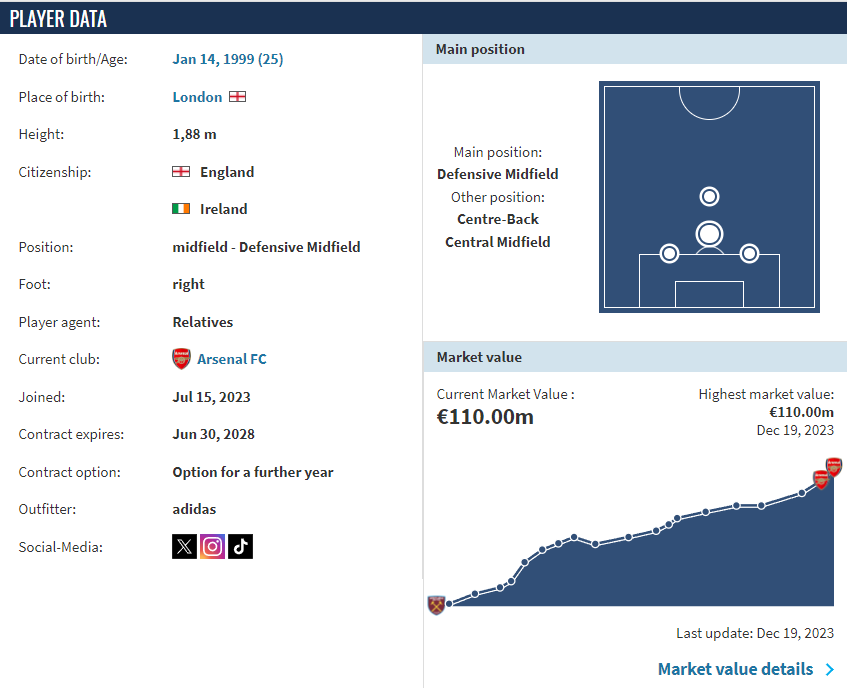 PLAYER DATA
Date of birth/Age: Jan 14, 1999 (25)
Place of birth: London
Height: 1,88 m
Citizenship: England
Ireland
Position: midfield - Defensive Midfield
Foot: right
Player agent: Relatives
Current club: Arsenal FC
Joined: Jul 15, 2023
Contract expires: Jun 30, 2028
Contract option: Option for a further year
Outfitter: adidas
Social-Media:
Main position
Main position:
Defensive Midfield
Other position:
Centre-Back
Central Midfield
Market value
Current Market Value :
€110.00m
Highest market value:
€110.00m
Dec 19, 2023
Last update: Dec 19, 2023
Market value details